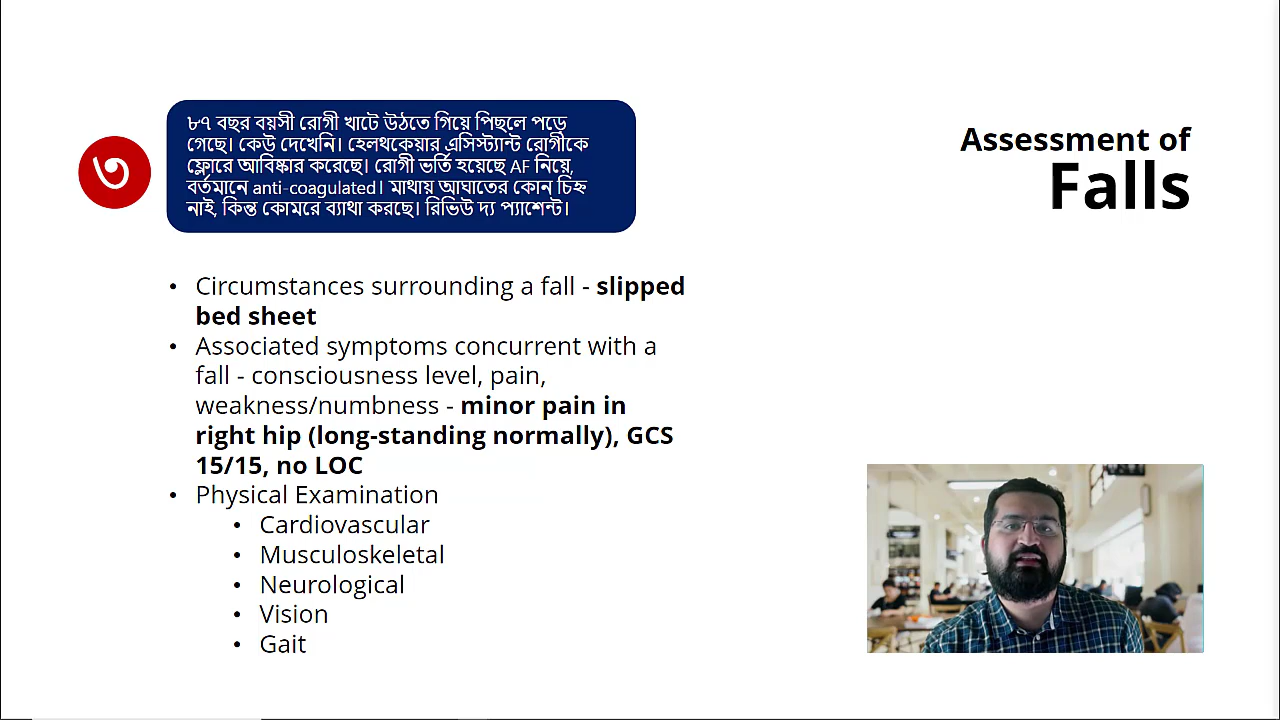 ৩
৮৭ বছর বয়সী রোগী খাটে উঠতে গিয়ে পিছলে পড়ে
গেছে। কেউ দেখেনি। হেলথকেয়ার এসিস্ট্যান্ট রোগীকে
ফ্লোরে আবিষ্কার করেছে। রোগী ভর্তি হয়েছে AF নিয়ে,
বর্তমানে anti-coagulated। মাথায় আঘাতের কোন চিহ্ন
নাই, কিন্ত কোমরে ব্যাথা করছে। রিভিউ দ্য প্যাশেন্ট।
Assessment of
Falls
• Circumstances surrounding a fall - slipped
bed sheet
• Associated symptoms concurrent with a
fall - consciousness level, pain,
weakness/numbness - minor pain in
right hip (long-standing normally), GCS
15/15, no LOC
• Physical Examination
• Cardiovascular
• Musculoskeletal
• Neurological
• Vision
• Gait